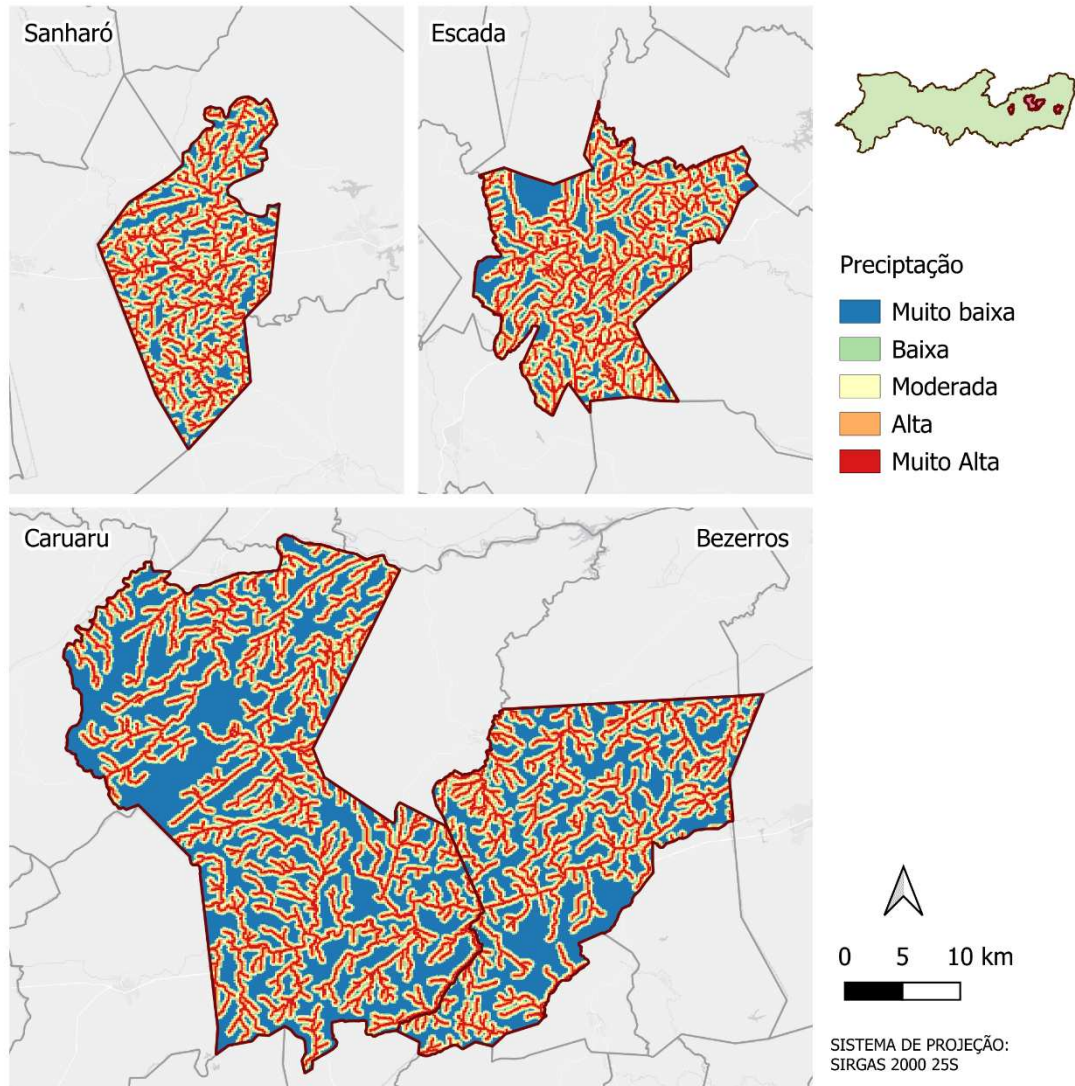 Sanharó
Escada
Preciptação
Muito baixa
Baixa
Moderada
Alta
Muito Alta
Caruaru
Bezerros
0 5 10 km
SISTEMA DE PROJEÇÃO:
SIRGAS 2000 25S